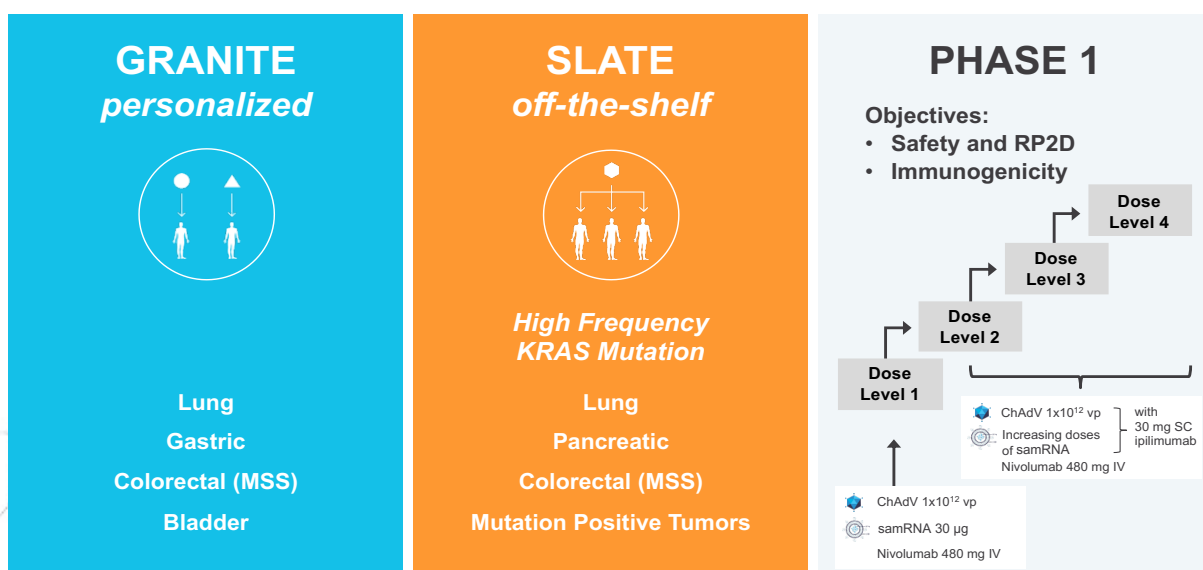 GRANITE
personalized
Lung
Gastric
Colorectal (MSS)
Bladder
SLATE
off-the-shelf
High Frequency
KRAS Mutation
Lung
Pancreatic
Colorectal (MSS)
Mutation Positive Tumors
PHASE 1
Objectives:
• Safety and RP2D
• Immunogenicity
Dose
Level 4
Dose
Level 3
Dose
Level 2
Dose
Level 1
ChAdV 1x10¹² vp
Increasing doses
of samRNA
Nivolumab 480 mg IV
with
30 mg SC
ipilimumab
ChAdV 1x10¹² vp
samRNA 30 µg
Nivolumab 480 mg IV